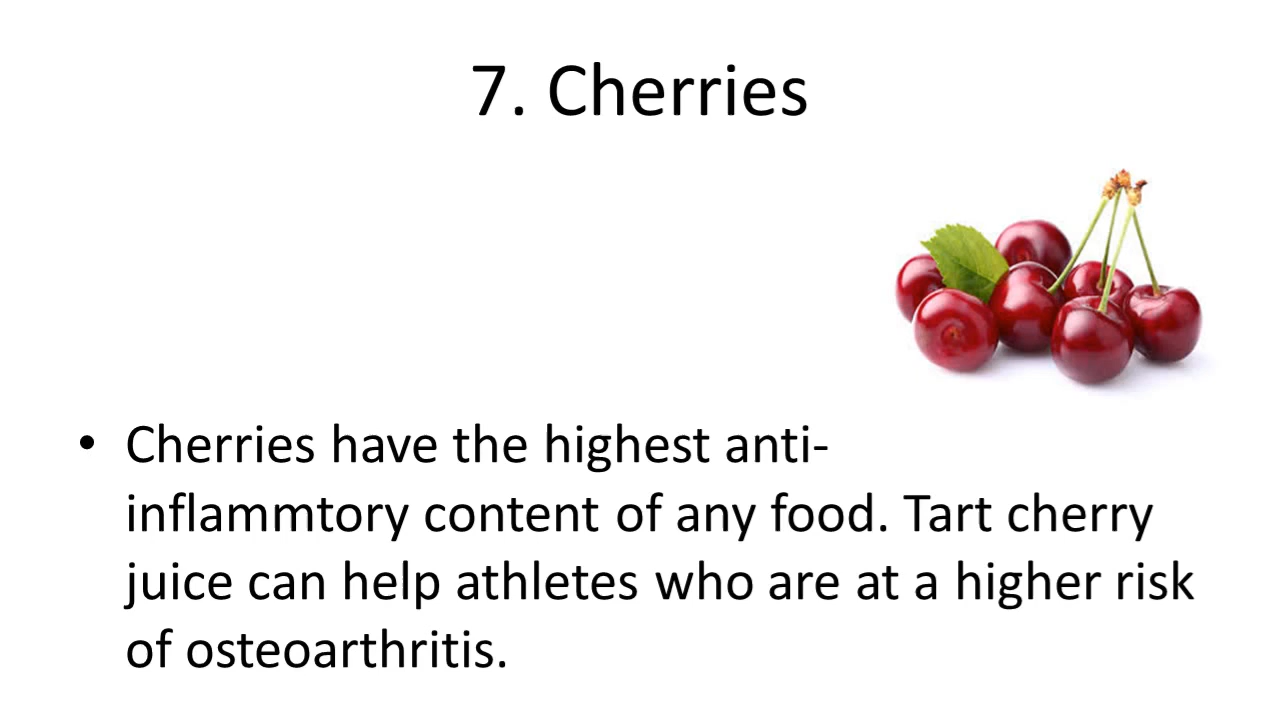 7. Cherries
• Cherries have the highest anti-
inflammtory content of any food. Tart cherry
juice can help athletes who are at a higher risk
of osteoarthritis.